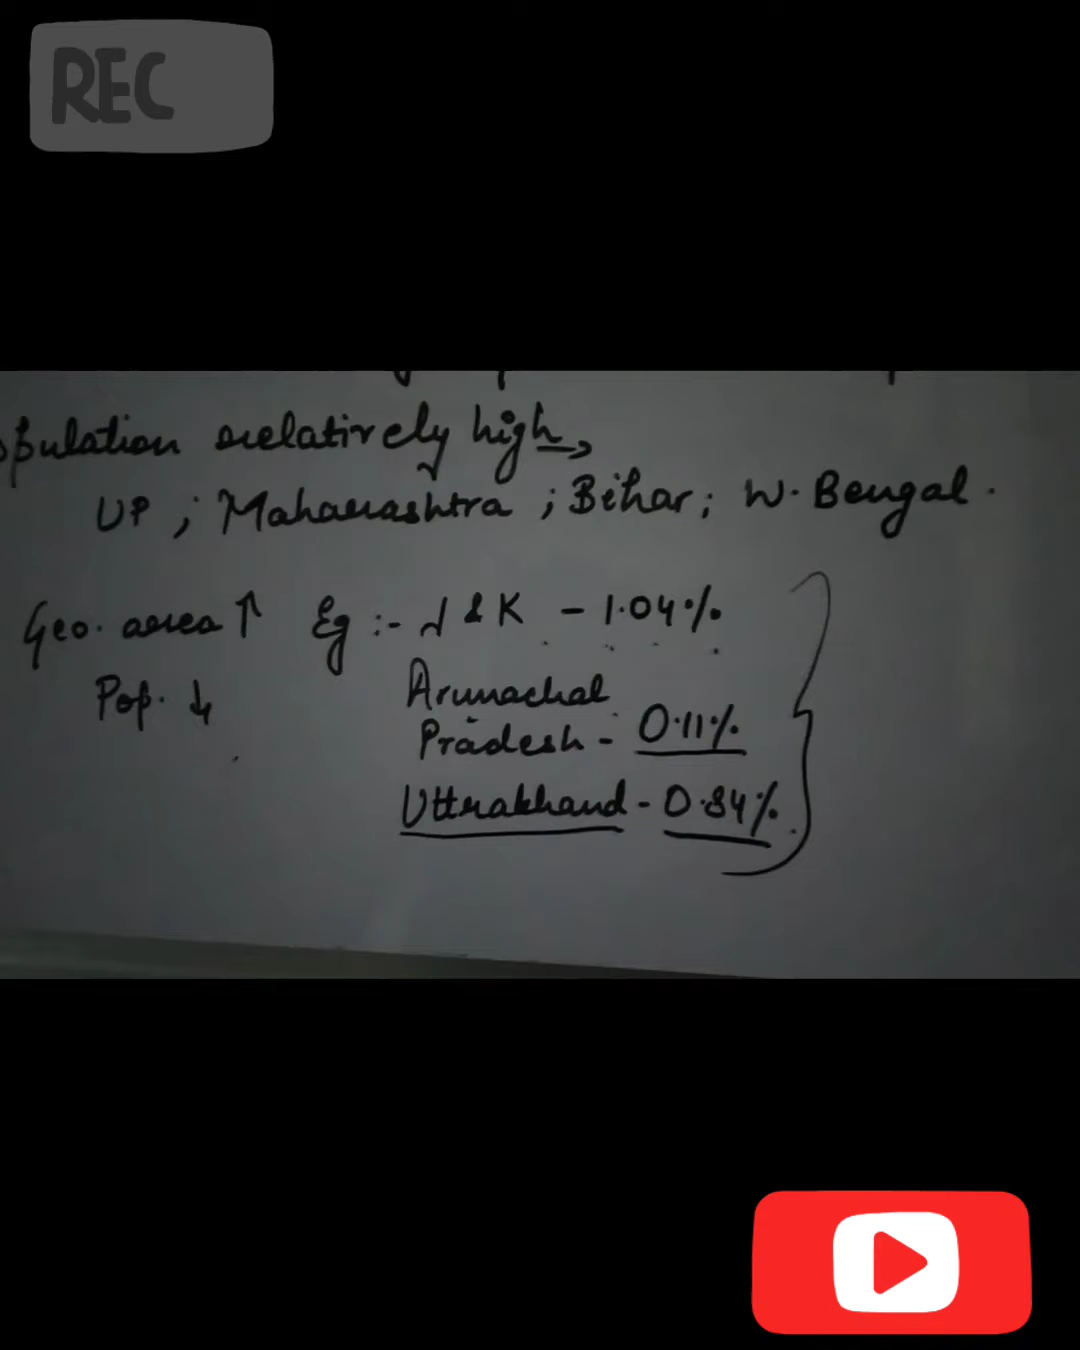 REC
opulation relatively high →
UP ; Maharashtra ; Bihar ; W. Bengal .
Geo. area ↑ Eg :- J & K - 1.04%
Pop. ↓ Arunachal
Pradesh - 0.11%
Uttrakhand - 0.84%